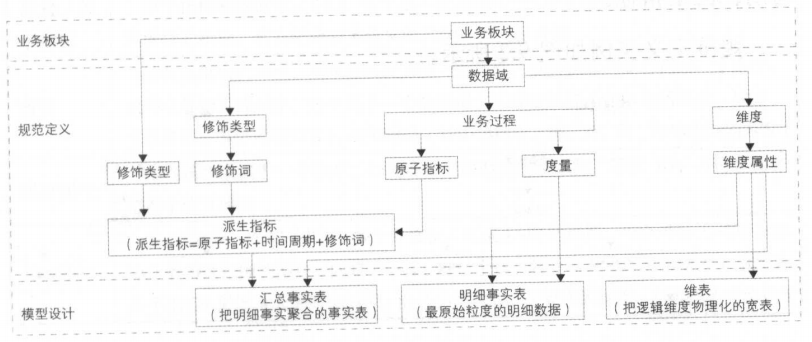 业务板块
业务板块
数据域
规范定义
修饰类型
业务过程
维度
修饰类型
修饰词
原子指标
度量
维度属性
派生指标
（派生指标=原子指标+时间周期+修饰词）
模型设计
汇总事实表
（把明细事实聚合的事实表）
明细事实表
（最原始粒度的明细数据）
维表
（把逻辑维度物理化的宽表）